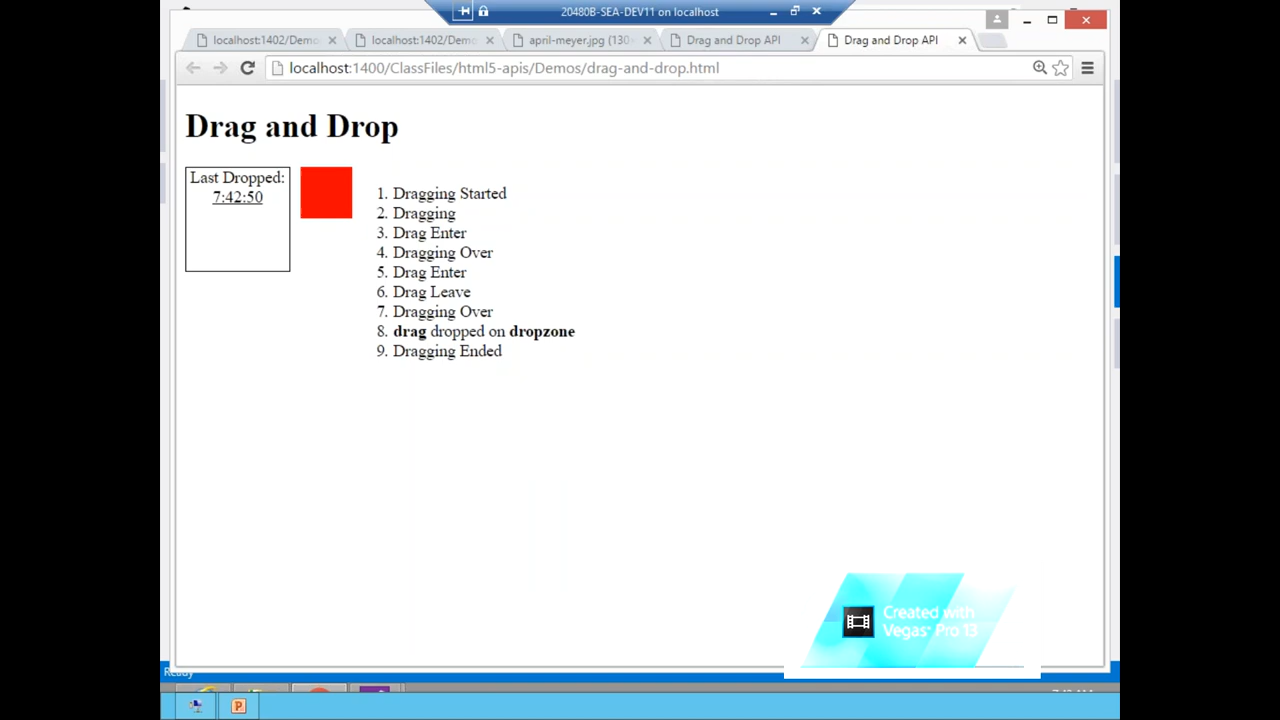 20480B-SEA-DEV11 on localhost
localhost:1402/Demo
localhost:1402/Demo
april-meyer.jpg (130×
Drag and Drop API
Drag and Drop API
localhost:1400/ClassFiles/html5-apis/Demos/drag-and-drop.html
Drag and Drop
Last Dropped:
7:42:50
1. Dragging Started
2. Dragging
3. Drag Enter
4. Dragging Over
5. Drag Enter
6. Drag Leave
7. Dragging Over
8. drag dropped on dropzone
9. Dragging Ended
Created with
Vegas Pro 13
Ready